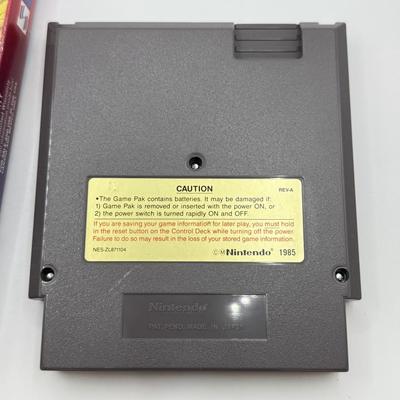 CAUTION
REV-A
•The Game Pak contains batteries. It may be damaged if:
1) Game Pak is removed or inserted with the power ON, or
2) the power switch is turned rapidly ON and OFF.
If you are saving your game information for later play, you must hold
in the reset button on the Control Deck while turning off the power.
Failure to do so may result in the loss of your stored game information.
NES-ZL871104
©M Nintendo 1985
Nintendo
PAT. PEND. MADE IN JAPAN